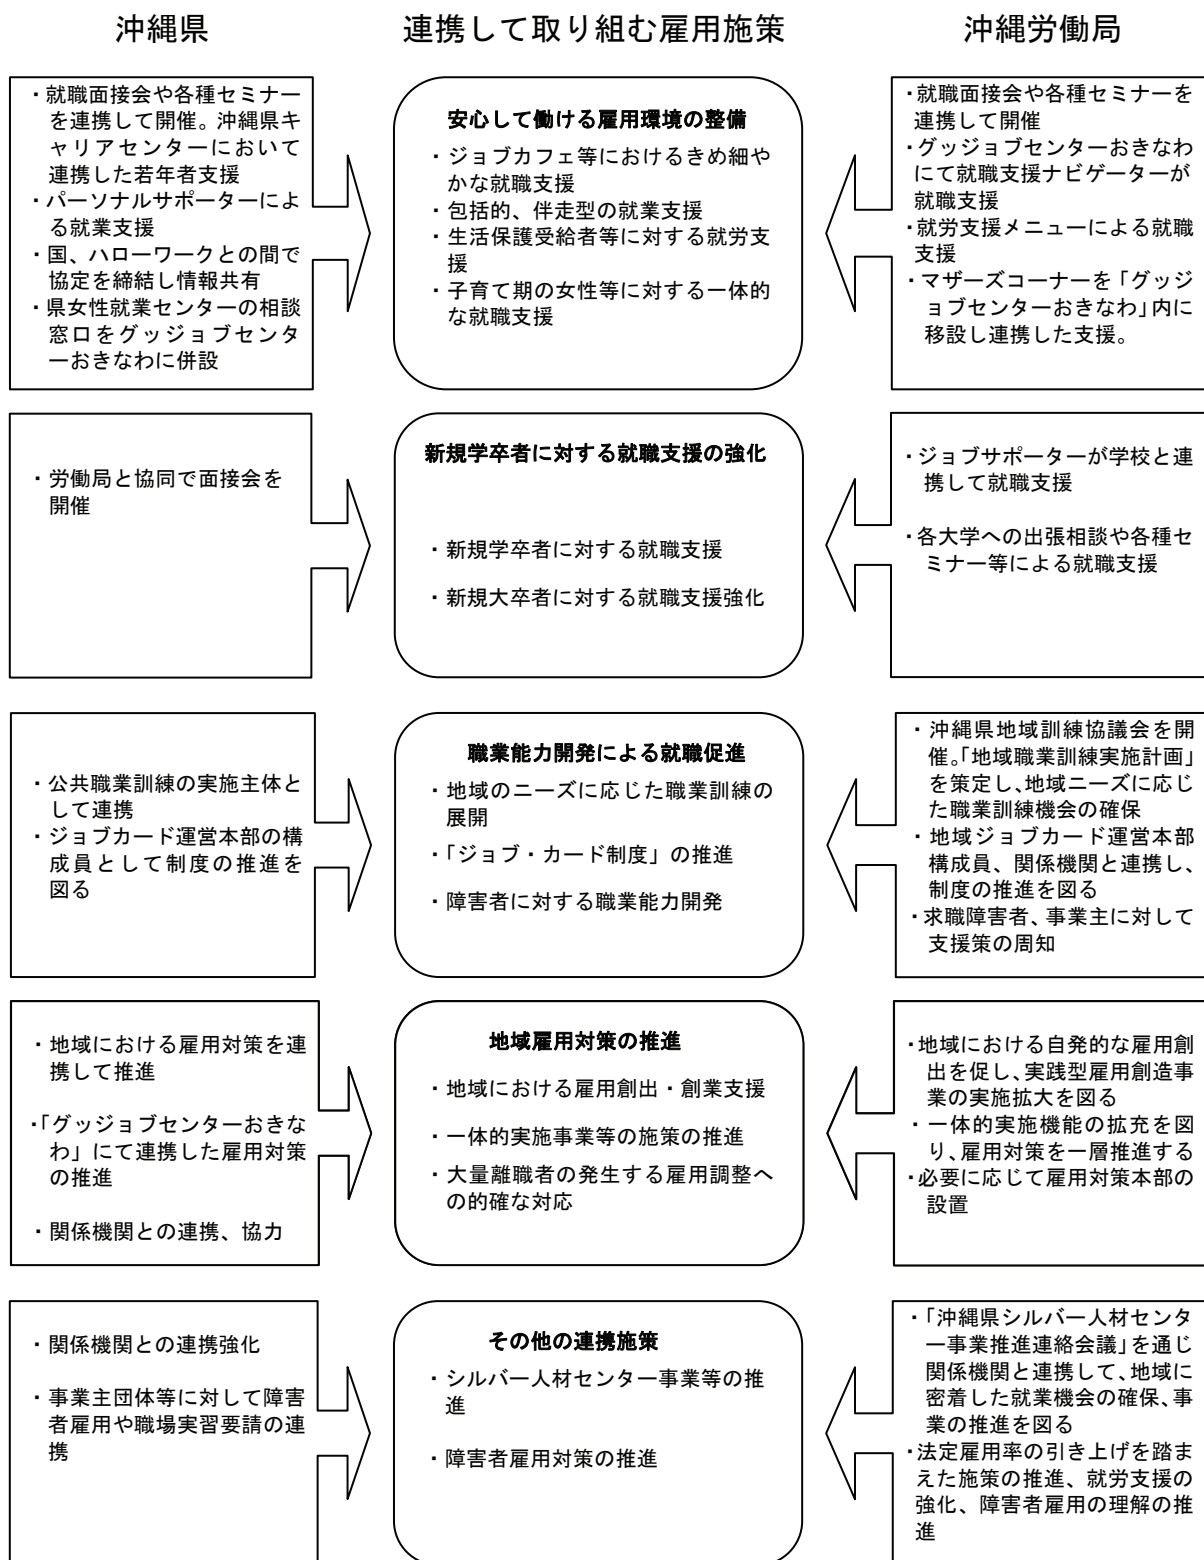 沖縄県
連携して取り組む雇用施策
沖縄労働局
・就職面接会や各種セミナー
を連携して開催。沖縄県キ
ャリアセンターにおいて
連携した若年者支援
・パーソナルサポーターによ
る就業支援
・国、ハローワークとの間で
協定を締結し情報共有
・県女性就業センターの相談
窓口をグッジョブセンタ
ーおきなわに併設
安心して働ける雇用環境の整備
・ジョブカフェ等におけるきめ細や
かな就職支援
・包括的、伴走型の就業支援
・生活保護受給者等に対する就労支
援
・子育て期の女性等に対する一体的
な就職支援
・就職面接会や各種セミナーを
連携して開催
・グッジョブセンターおきなわ
にて就職支援ナビゲーターが
就職支援
・就労支援メニューによる就職
支援
・マザーズコーナーを「グッジ
ョブセンターおきなわ」内に
移設し連携した支援。
・労働局と協同で面接会を
開催
新規学卒者に対する就職支援の強化
・新規学卒者に対する就職支援
・新規大卒者に対する就職支援強化
・ジョブサポーターが学校と連
携して就職支援
・各大学への出張相談や各種セ
ミナー等による就職支援
・公共職業訓練の実施主体と
して連携
・ジョブカード運営本部の構
成員として制度の推進を
図る
職業能力開発による就職促進
・地域のニーズに応じた職業訓練の
展開
・「ジョブ・カード制度」の推進
・障害者に対する職業能力開発
・沖縄県地域訓練協議会を開
催。「地域職業訓練実施計画」
を策定し、地域ニーズに応じ
た職業訓練機会の確保
・地域ジョブカード運営本部
構成員、関係機関と連携し、
制度の推進を図る
・求職障害者、事業主に対して
支援策の周知
・地域における雇用対策を連
携して推進
・「グッジョブセンターおきな
わ」にて連携した雇用対策
の推進
・関係機関との連携、協力
地域雇用対策の推進
・地域における雇用創出・創業支援
・一体的実施事業等の施策の推進
・大量離職者の発生する雇用調整へ
の的確な対応
・地域における自発的な雇用創
出を促し、実践型雇用創造事
業の実施拡大を図る
・一体的実施機能の拡充を図
り、雇用対策を一層推進する
・必要に応じて雇用対策本部の
設置
・関係機関との連携強化
・事業主団体等に対して障害
者雇用や職場実習要請の連
携
その他の連携施策
・シルバー人材センター事業等の推
進
・障害者雇用対策の推進
・「沖縄県シルバー人材センタ
ー事業推進連絡会議」を通じ
関係機関と連携して、地域に
密着した就業機会の確保、事
業の推進を図る
・法定雇用率の引き上げを踏ま
えた施策の推進、就労支援の
強化、障害者雇用の理解の推
進